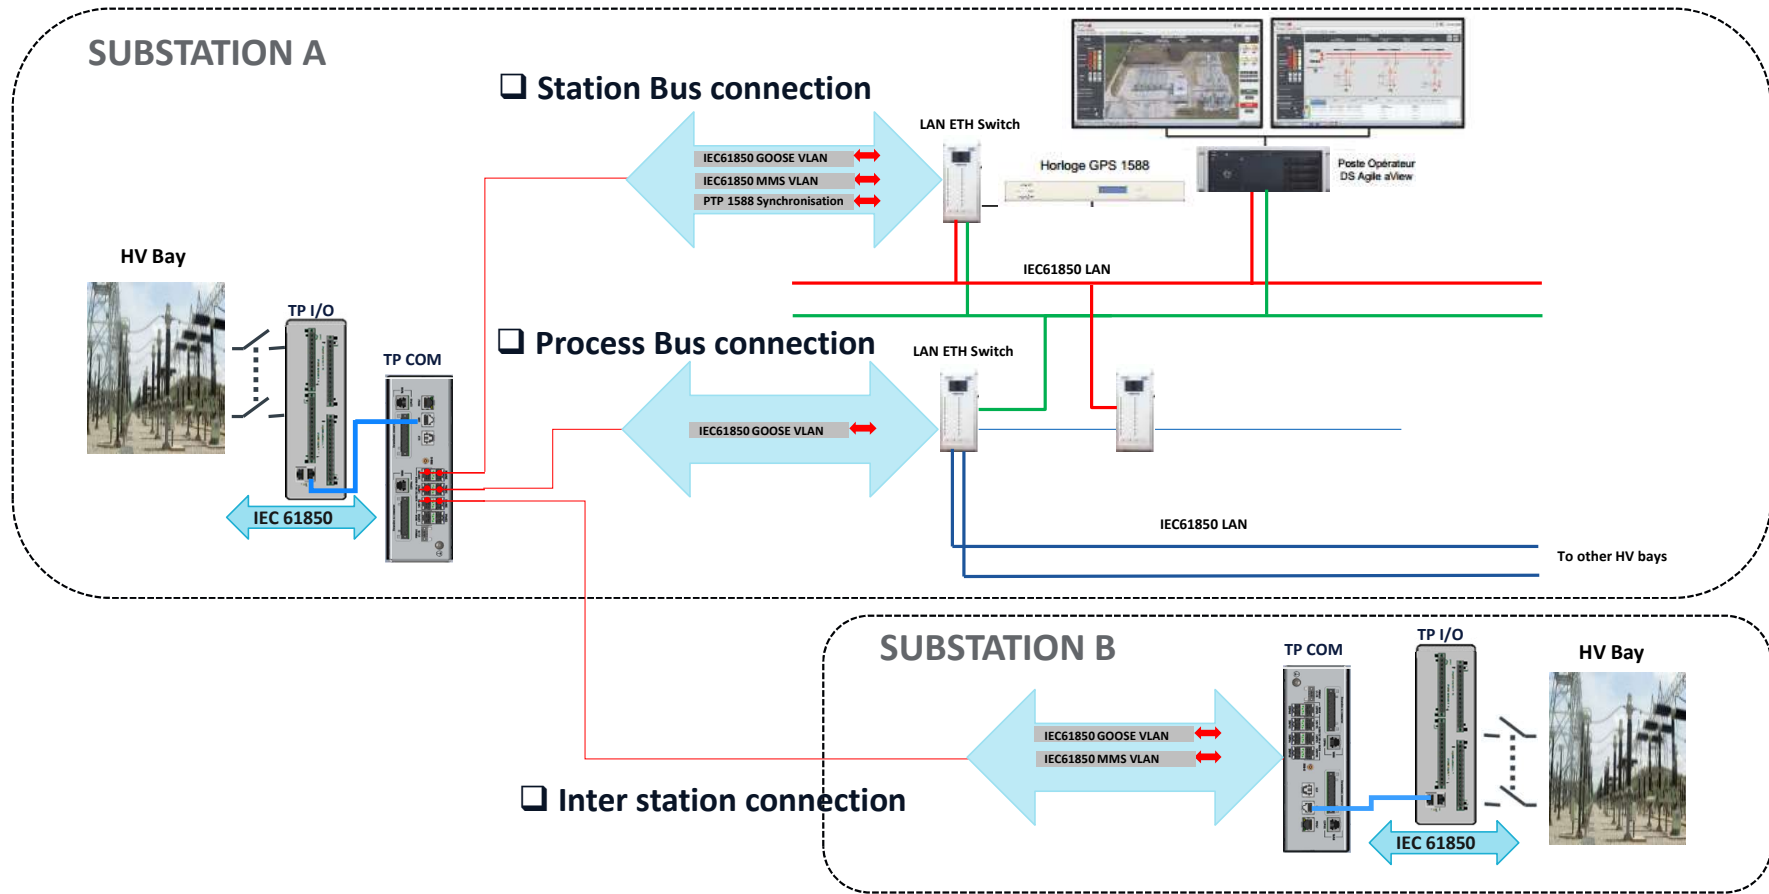 SUBSTATION A
❑ Station Bus connection
LAN ETH Switch
IEC61850 GOOSE VLAN
IEC61850 MMS VLAN
PTP 1588 Synchronisation
Horloge GPS 1588
Poste Opérateur
DS Agile aView
HV Bay
IEC61850 LAN
TP I/O
❑ Process Bus connection
LAN ETH Switch
TP COM
IEC61850 GOOSE VLAN
IEC 61850
IEC61850 LAN
To other HV bays
SUBSTATION B
TP I/O
TP COM
HV Bay
IEC61850 GOOSE VLAN
IEC61850 MMS VLAN
❑ Inter station connection
IEC 61850